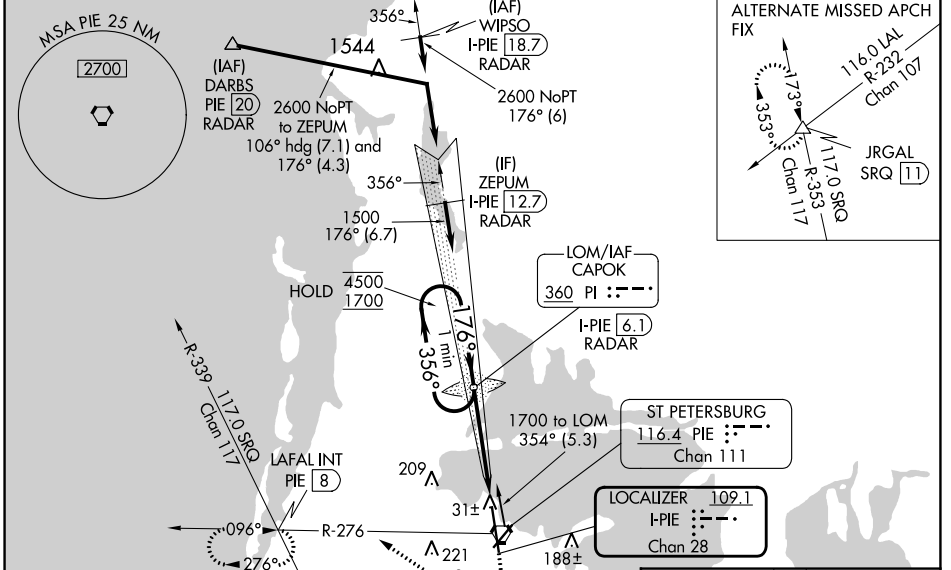 MSA PIE 25 NM
2700
(IAF)
DARBS
PIE 20
RADAR
1544
2600 NoPT
to ZEPUM
106° hdg (7.1) and
176° (4.3)
356°
(IAF)
WIPSO
I-PIE 18.7
RADAR
2600 NoPT
176° (6)
ALTERNATE MISSED APCH
FIX
116.0 LAL
R-232
Chan 107
173°
353°
JRGAL
SRQ 11
117.0 SRQ
R-353
Chan 117
356°
(IF)
ZEPUM
I-PIE 12.7
RADAR
1500
176° (6.7)
HOLD 4500
1700
176°
1 min
356°
LOM/IAF
CAPOK
360 PI
I-PIE 6.1
RADAR
R-339
117.0 SRQ
Chan 117
1700 to LOM
354° (5.3)
ST PETERSBURG
116.4 PIE
Chan 111
LAFAL INT
PIE 8
209
31±
LOCALIZER 109.1
I-PIE
Chan 28
096°
R-276
276°
221
188±